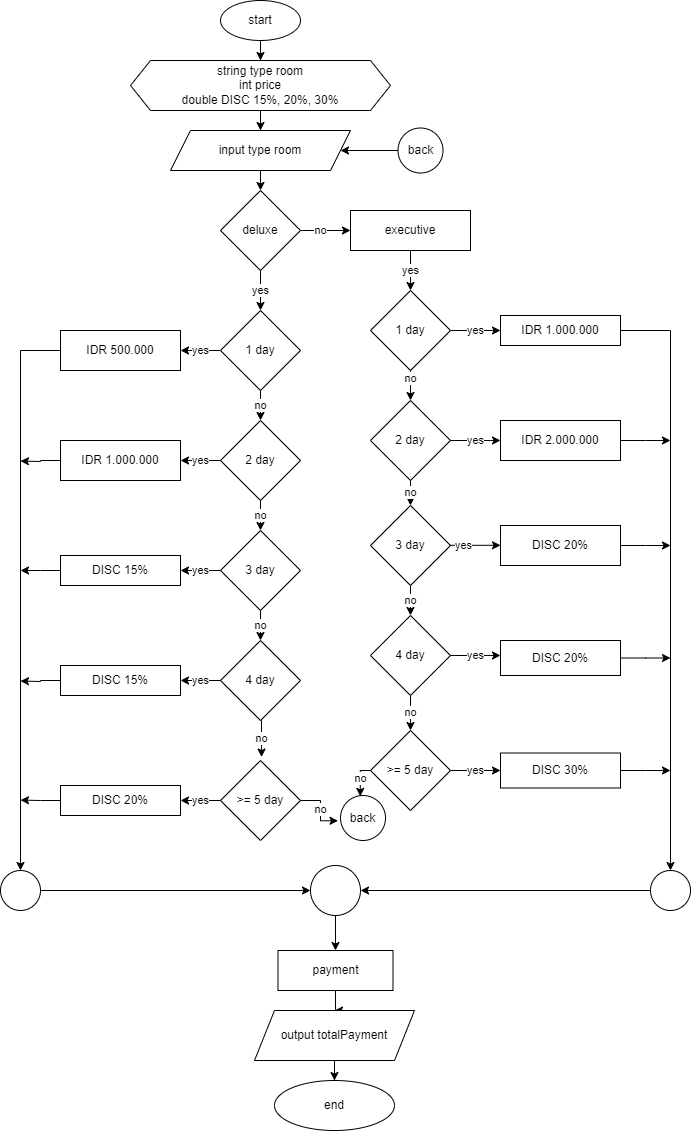 start
string type room
int price
double DISC 15%, 20%, 30%
input type room
back
deluxe
no
executive
yes
yes
1 day
yes
IDR 1.000.000
IDR 500.000
yes
1 day
no
no
2 day
yes
IDR 2.000.000
IDR 1.000.000
yes
2 day
no
no
3 day
yes
DISC 20%
DISC 15%
yes
3 day
no
no
4 day
yes
DISC 20%
DISC 15%
yes
4 day
no
no
>= 5 day
yes
DISC 30%
no
DISC 20%
yes
>= 5 day
no
back
payment
output totalPayment
end